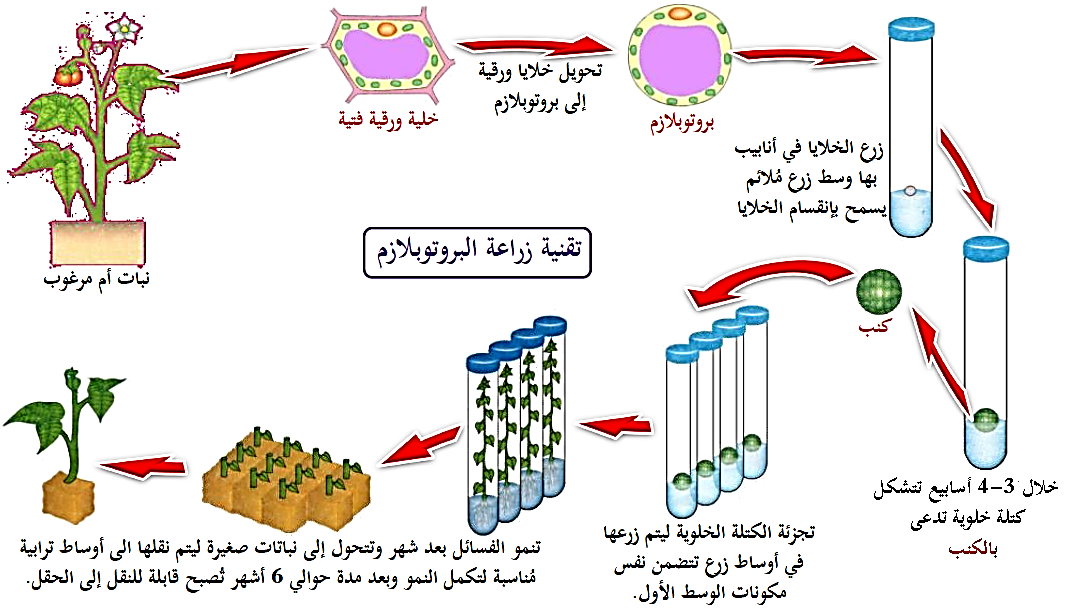 تحويل خلايا ورقية
إلى بروتوبلازم
خلية ورقية فتية
بروتوبلازم
زرع الخلايا في أنابيب
بها وسط زرع مُلائم
يسمح بإنقسام الخلايا
نبات أم مرغوب
تقنية زراعة البروتوبلازم
كنب
خلال 3-4 أسابيع تتشكل
كتلة خلوية تدعى
بالكنب
تجزئة الكتلة الخلوية ليتم زرعها
في أوساط زرع تتضمن نفس
مكونات الوسط الأول.
تنمو الفسائل بعد شهر وتتحول إلى نباتات صغيرة ليتم نقلها الى أوساط ترابية
مُناسبة لتكمل النمو وبعد مدة حوالي 6 أشهر تُصبح قابلة للنقل إلى الحقل.